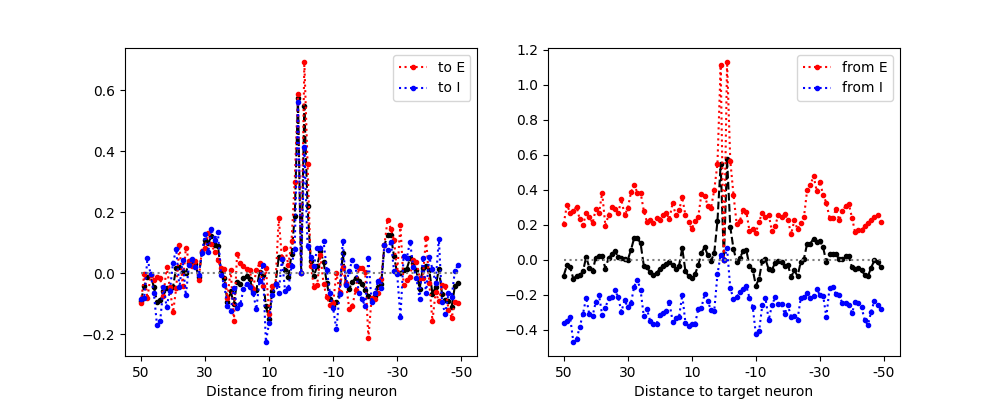 to E
to I
0.6
0.4
0.2
0.0
−0.2
50 30 10 -10 -30 -50
Distance from firing neuron
from E
from I
1.2
1.0
0.8
0.6
0.4
0.2
0.0
−0.2
−0.4
50 30 10 -10 -30 -50
Distance to target neuron